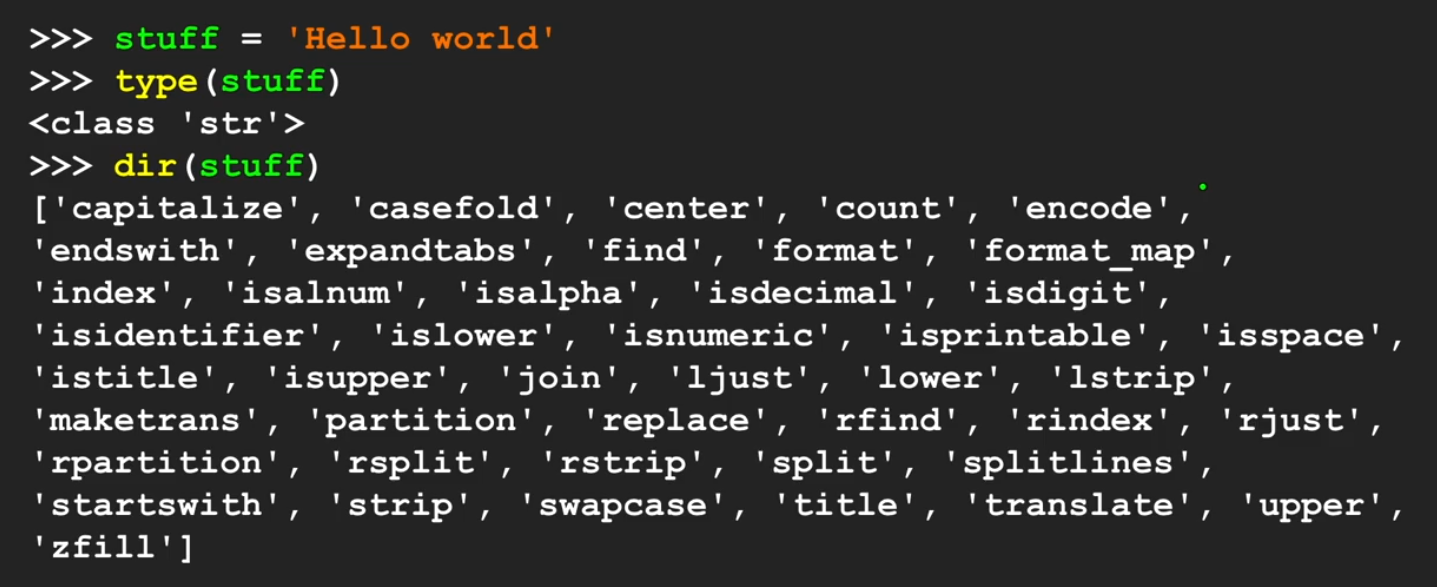 >>> stuff = 'Hello world'
>>> type(stuff)
<class 'str'>
>>> dir(stuff)
['capitalize', 'casefold', 'center', 'count', 'encode',
'endswith', 'expandtabs', 'find', 'format', 'format_map',
'index', 'isalnum', 'isalpha', 'isdecimal', 'isdigit',
'isidentifier', 'islower', 'isnumeric', 'isprintable', 'isspace',
'istitle', 'isupper', 'join', 'ljust', 'lower', 'lstrip',
'maketrans', 'partition', 'replace', 'rfind', 'rindex', 'rjust',
'rpartition', 'rsplit', 'rstrip', 'split', 'splitlines',
'startswith', 'strip', 'swapcase', 'title', 'translate', 'upper',
'zfill']